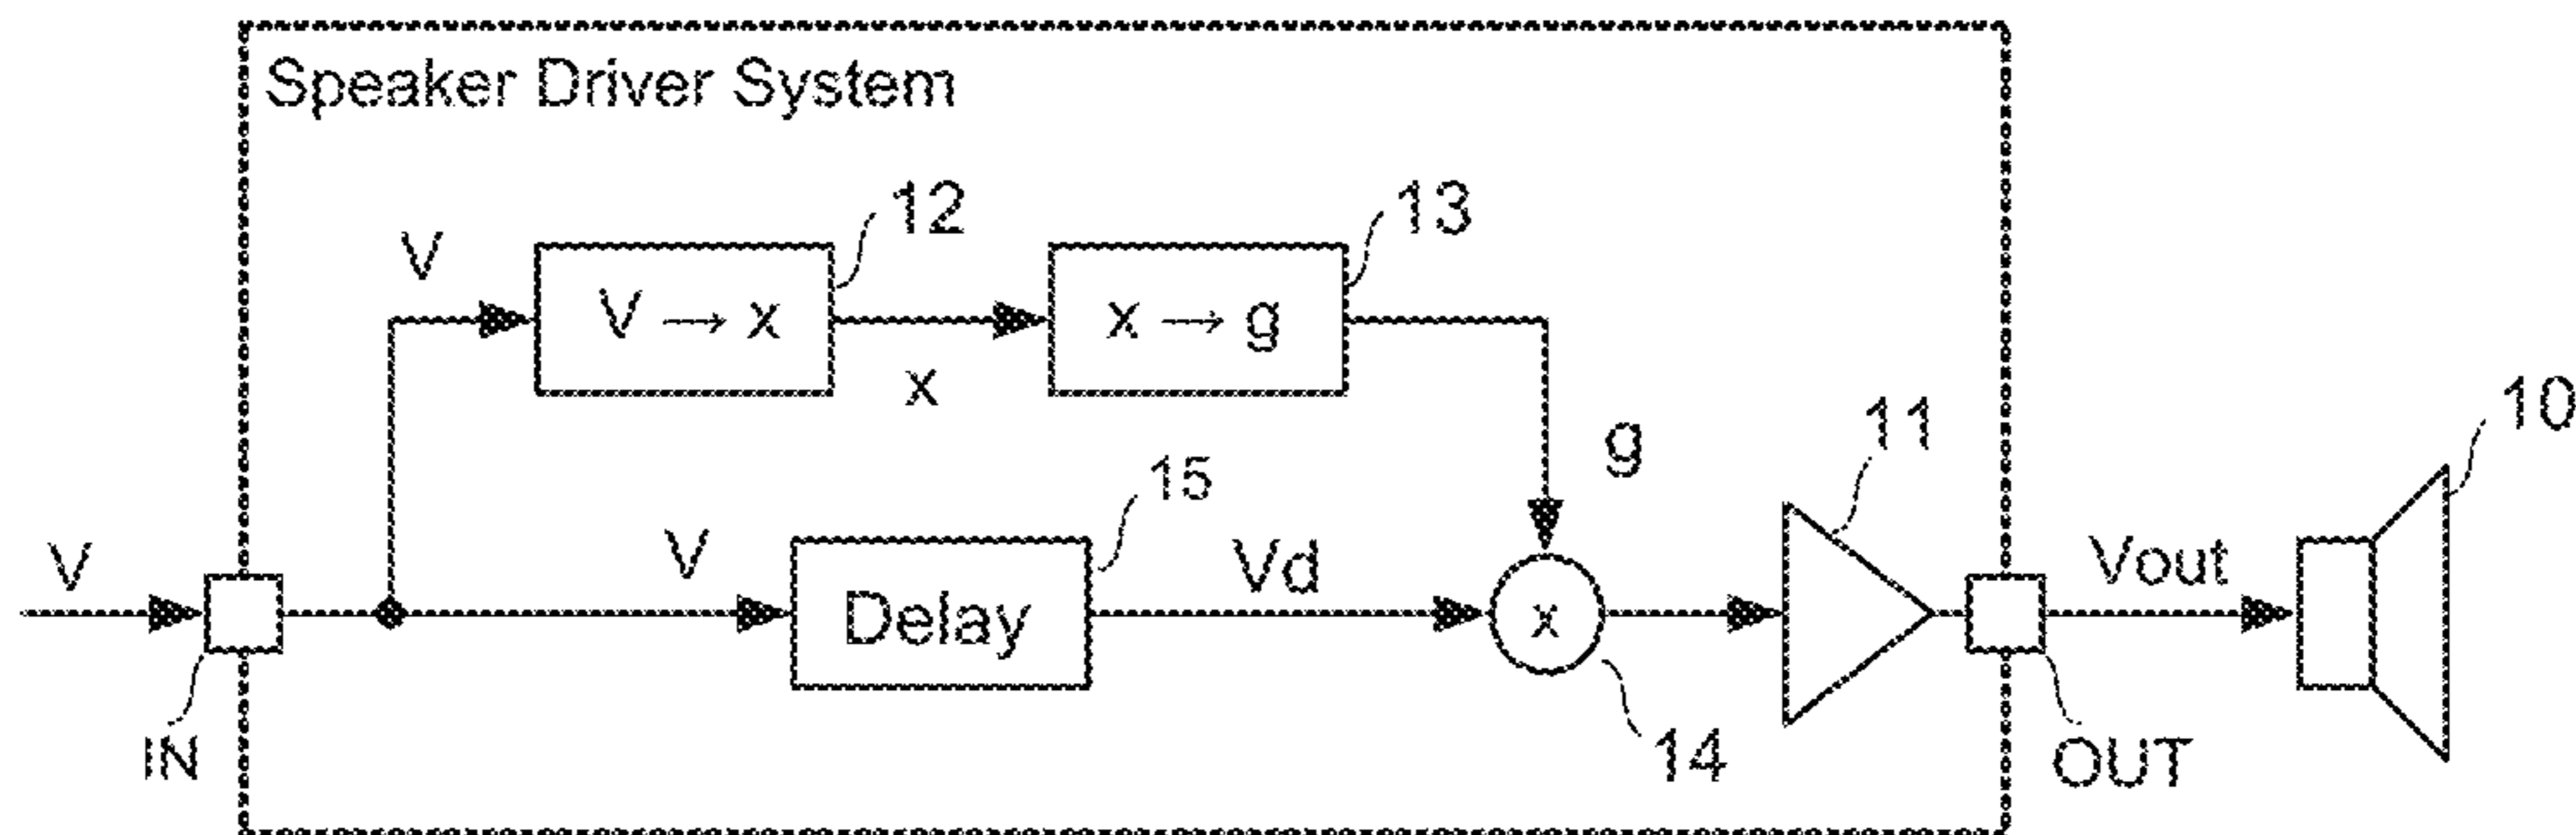 Speaker Driver System
12
13
V
V → x
x → g
x
10
11
g
15
V
V
Vd
Vout
Delay
x
IN
14
OUT